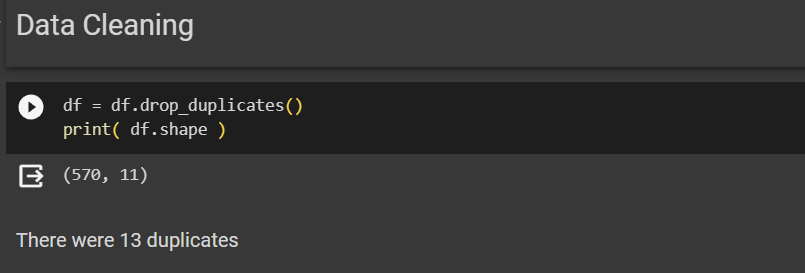 Data Cleaning
df = df.drop_duplicates()
print( df.shape )
(570, 11)
There were 13 duplicates